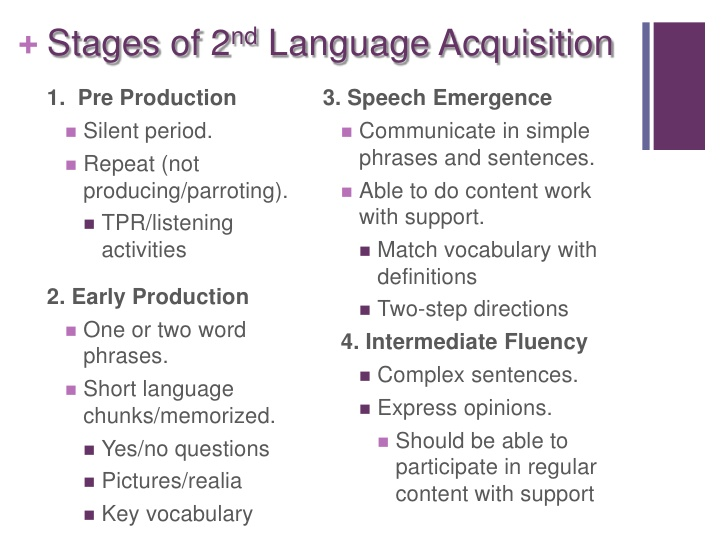 + Stages of 2nd Language Acquisition
1. Pre Production
Silent period.
Repeat (not
producing/parroting).
TPR/listening
activities
2. Early Production
One or two word
phrases.
Short language
chunks/memorized.
Yes/no questions
Pictures/realia
Key vocabulary
3. Speech Emergence
Communicate in simple
phrases and sentences.
Able to do content work
with support.
Match vocabulary with
definitions
Two-step directions
4. Intermediate Fluency
Complex sentences.
Express opinions.
Should be able to
participate in regular
content with support